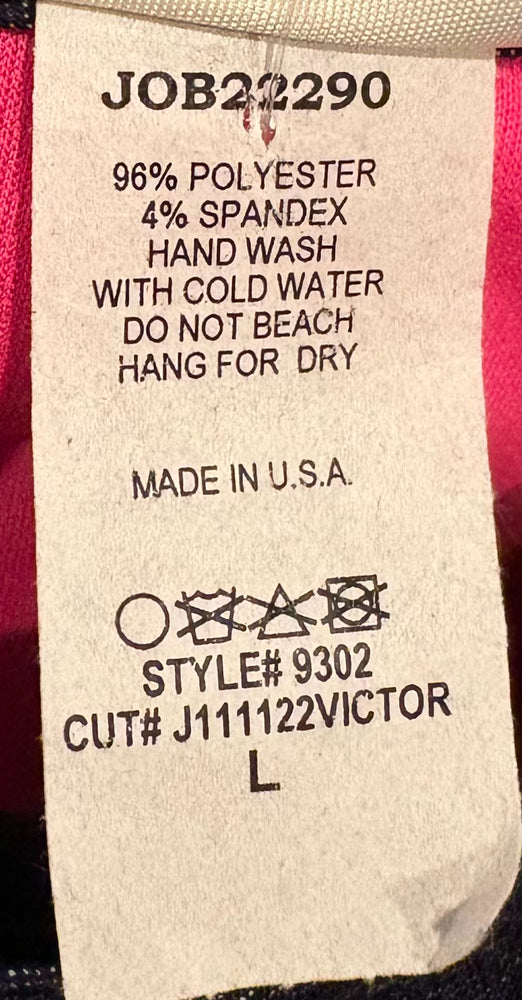 JOB22290
96% POLYESTER
4% SPANDEX
HAND WASH
WITH COLD WATER
DO NOT BEACH
HANG FOR DRY
MADE IN U.S.A.
STYLE# 9302
CUT# J111122VICTOR
L